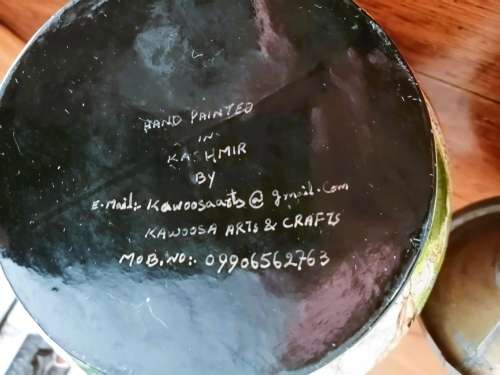 HAND PAINTED
IN
KASHMIR
BY
E.Mail:- Kawoosaarts@gmail.com
KAWOOSA ARTS & CRAFTS
MOB.NO:- 09906562763